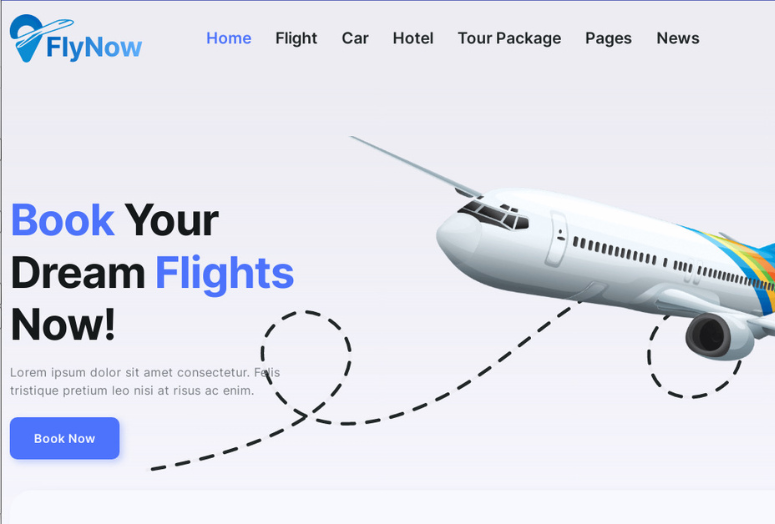 FlyNow
Home Flight Car Hotel Tour Package Pages News
Book Your
Dream Flights
Now!
Lorem ipsum dolor sit amet consectetur. Felis
tristique pretium leo nisi at risus ac enim.
Book Now